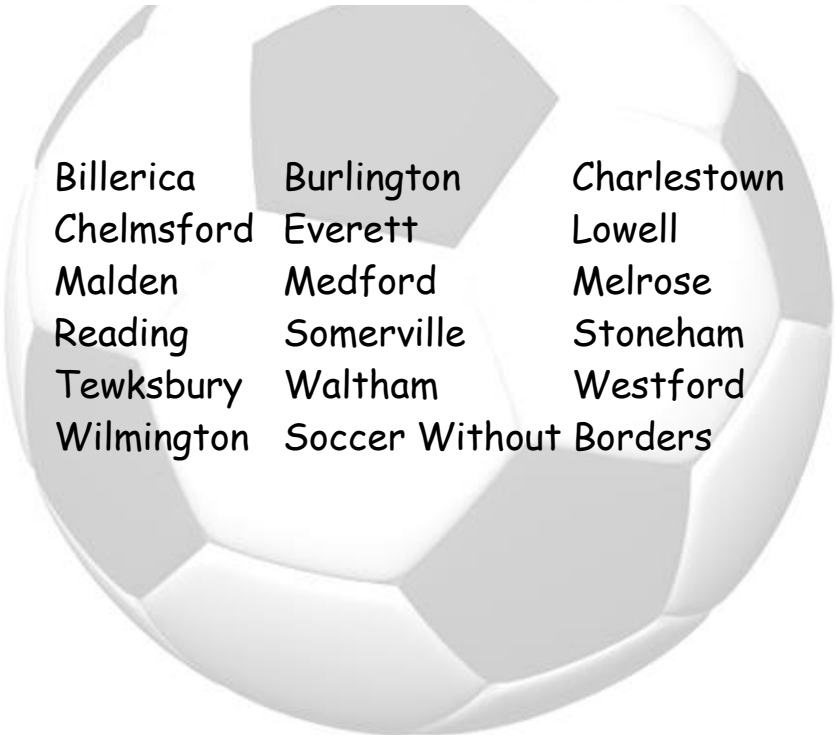 Billerica Burlington Charlestown
Chelmsford Everett Lowell
Malden Medford Melrose
Reading Somerville Stoneham
Tewksbury Waltham Westford
Wilmington Soccer Without Borders